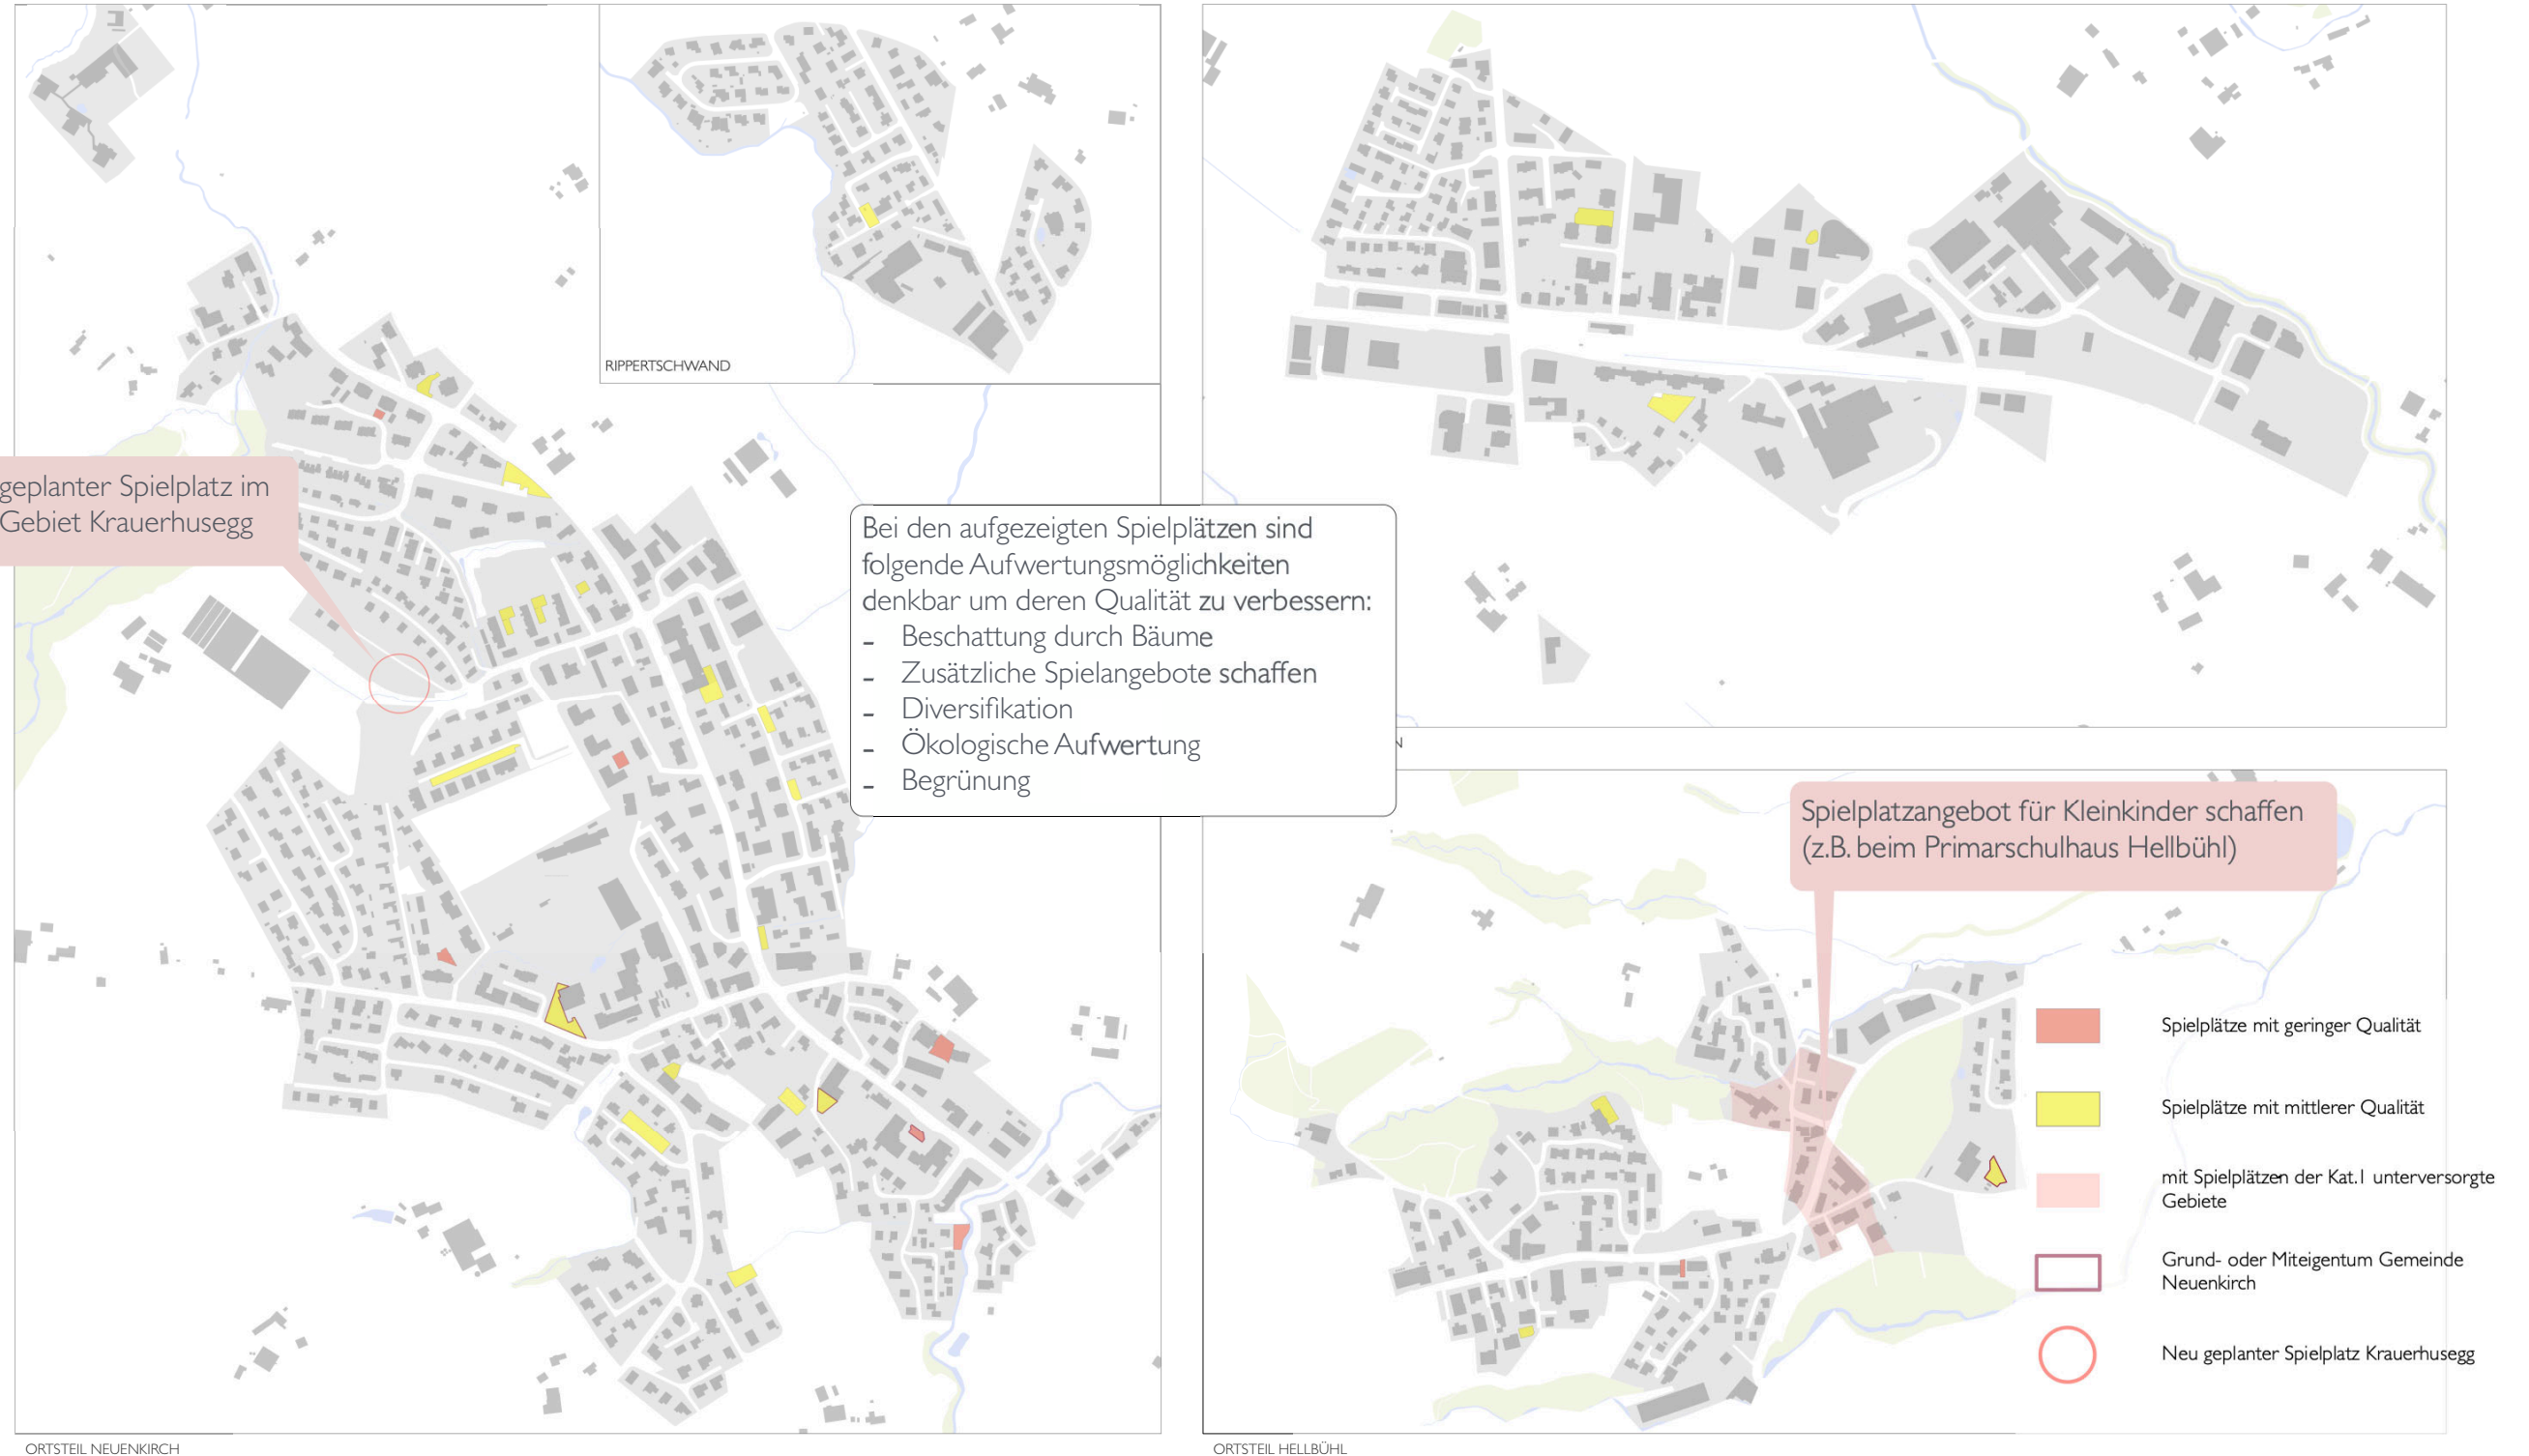 RIPPERTSCHWAND
geplanter Spielplatz im
Gebiet Krauerhusegg
Bei den aufgezeigten Spielplätzen sind
folgende Aufwertungsmöglichkeiten
denkbar um deren Qualität zu verbessern:
- Beschattung durch Bäume
- Zusätzliche Spielangebote schaffen
- Diversifikation
- Ökologische Aufwertung
- Begrünung
N
Spielplatzangebot für Kleinkinder schaffen
(z.B. beim Primarschulhaus Hellbühl)
Spielplätze mit geringer Qualität
Spielplätze mit mittlerer Qualität
mit Spielplätzen der Kat.1 unterversorgte
Gebiete
Grund- oder Miteigentum Gemeinde
Neuenkirch
Neu geplanter Spielplatz Krauerhusegg
ORTSTEIL NEUENKIRCH
ORTSTEIL HELLBÜHL